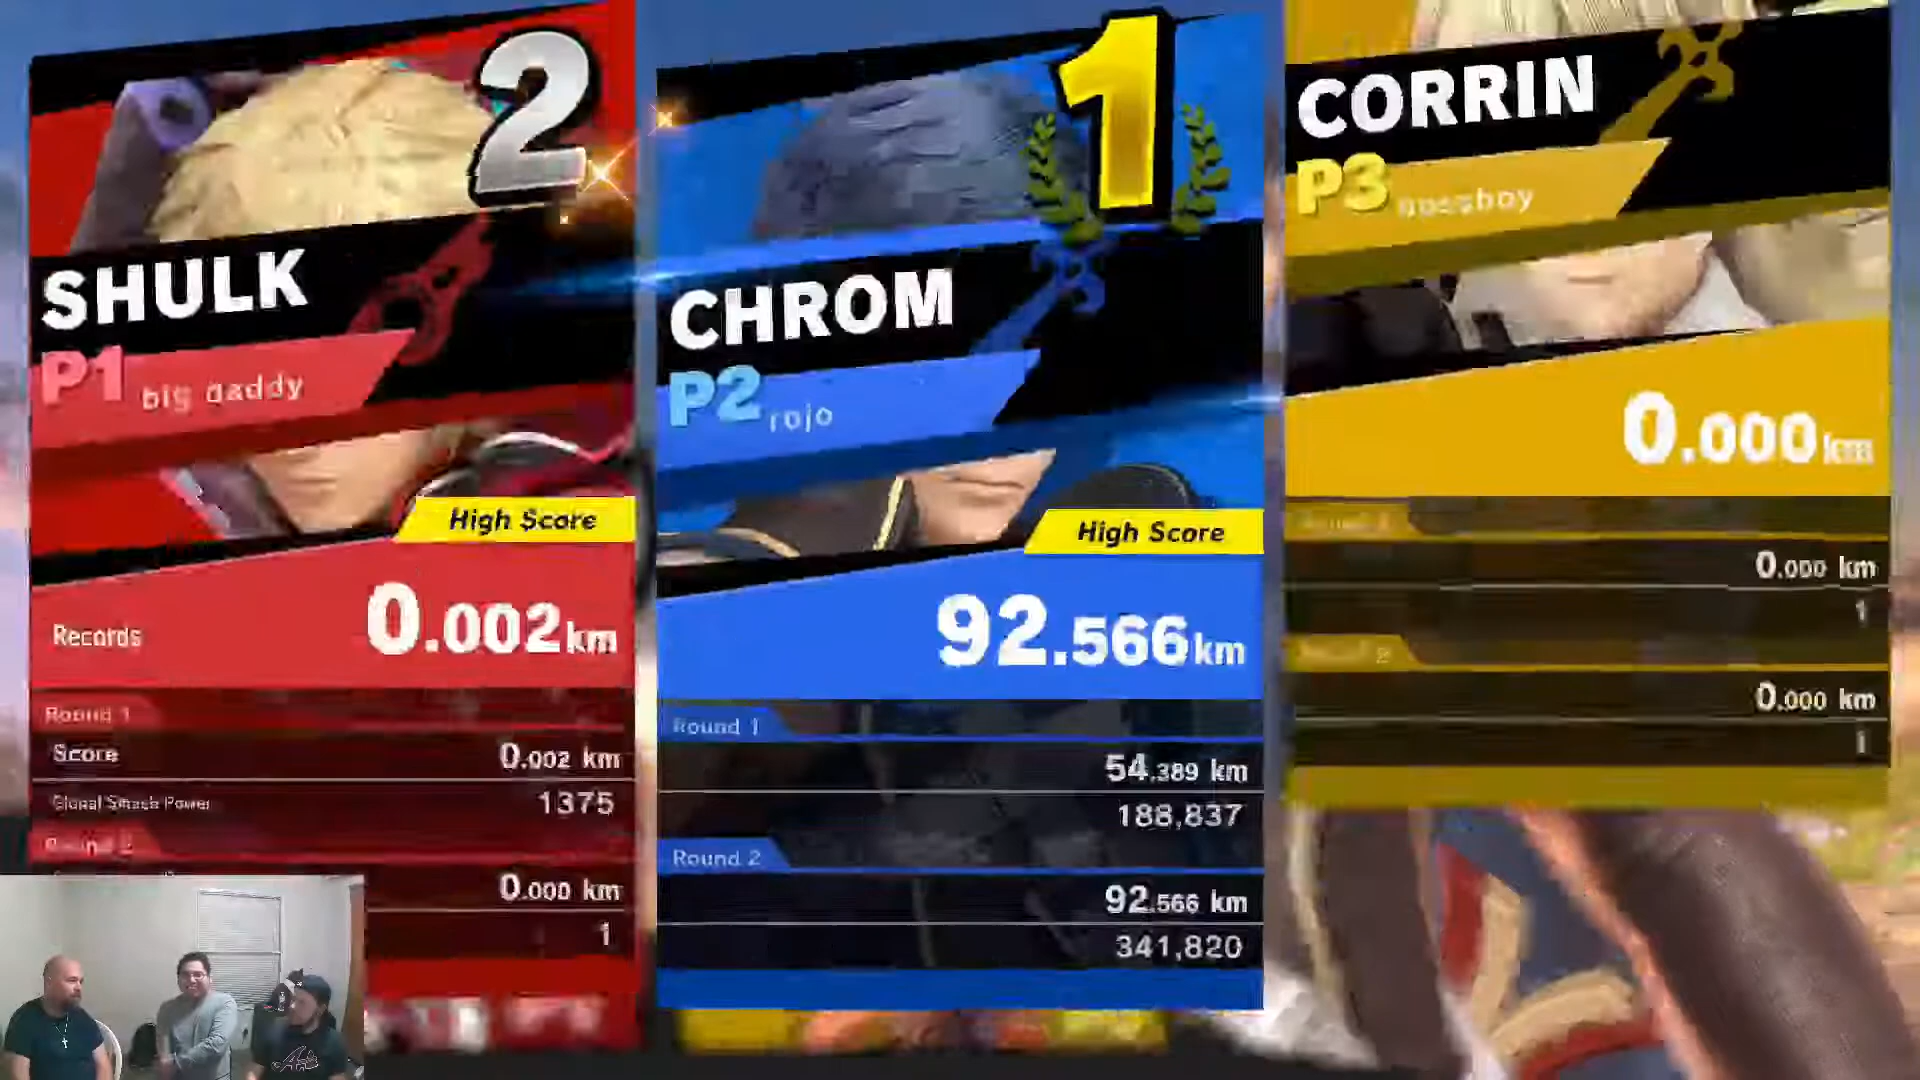 2
SHULK
P1 big daddy
High Score
Records 0.002km
Round 1
Score 0.002 km
Global Smash Power 1375
Round 2
0.000 km
1
1
CHROM
P2 rojo
High Score
92.566km
Round 1
54.389 km
188,837
Round 2
92.566 km
341,820
CORRIN
P3
0.000km
0.000 km
1
0.000 km
1